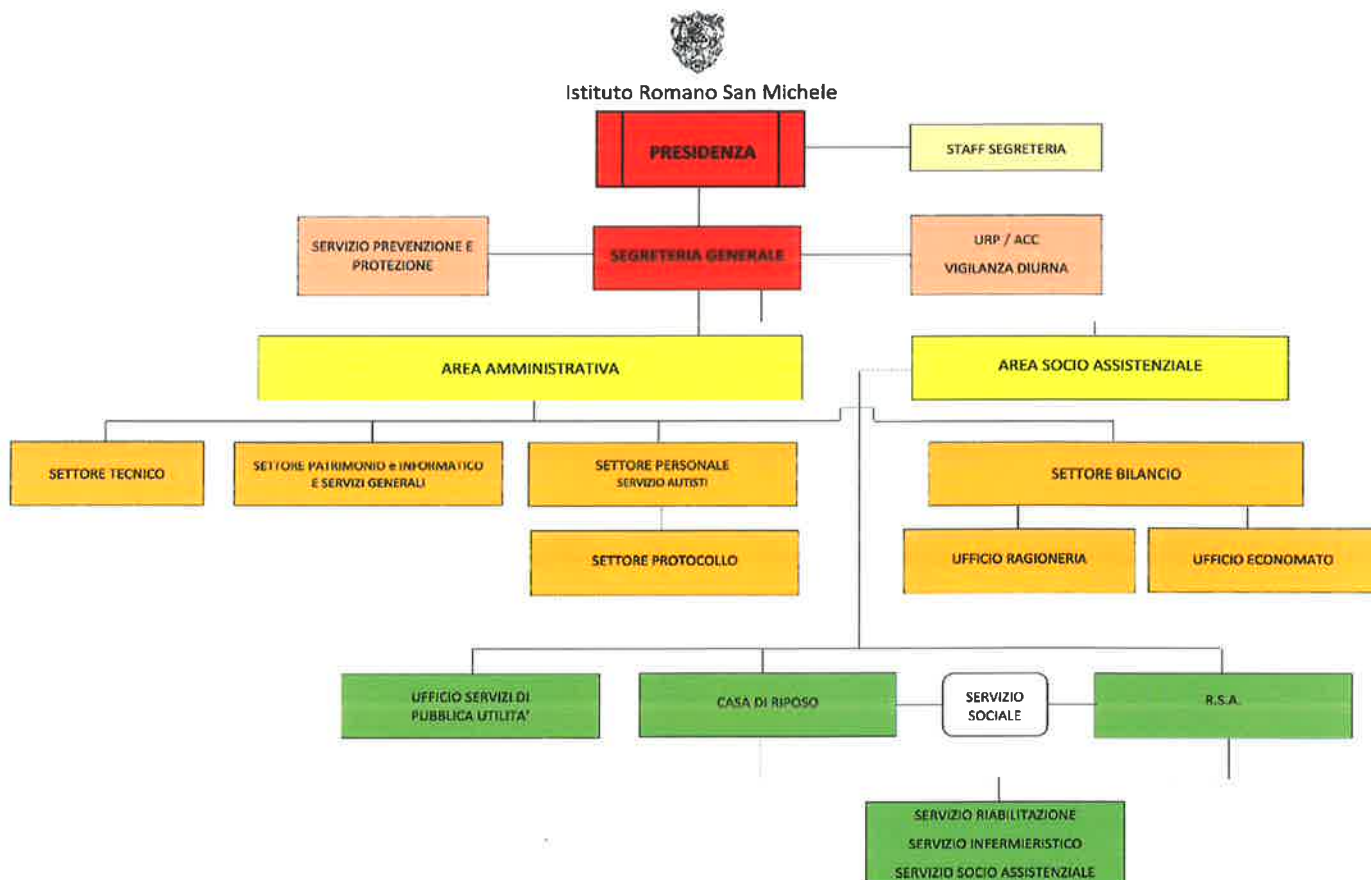 Istituto Romano San Michele
PRESIDENZA
STAFF SEGRETERIA
SERVIZIO PREVENZIONE E
PROTEZIONE
SEGRETERIA GENERALE
URP / ACC
VIGILANZA DIURNA
AREA AMMINISTRATIVA
AREA SOCIO ASSISTENZIALE
SETTORE TECNICO
SETTORE PATRIMONIO e INFORMATICO
E SERVIZI GENERALI
SETTORE PERSONALE
SERVIZIO AUTISTI
SETTORE BILANCIO
SETTORE PROTOCOLLO
UFFICIO RAGIONERIA
UFFICIO ECONOMATO
UFFICIO SERVIZI DI
PUBBLICA UTILITA'
CASA DI RIPOSO
SERVIZIO
SOCIALE
R.S.A.
SERVIZIO RIABILITAZIONE
SERVIZIO INFERMIERISTICO
SERVIZIO SOCIO ASSISTENZIALE